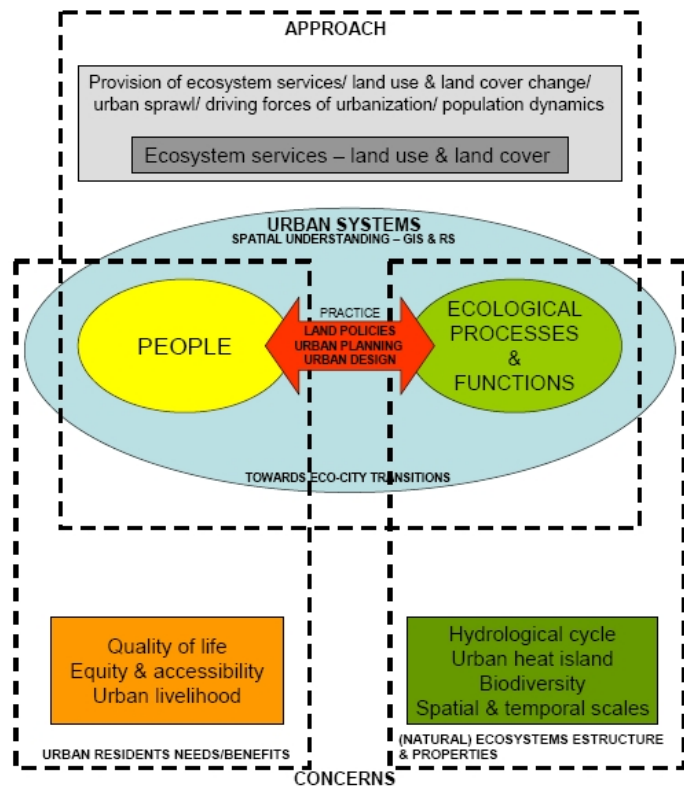 APPROACH
Provision of ecosystem services/ land use & land cover change/
urban sprawl/ driving forces of urbanization/ population dynamics
Ecosystem services – land use & land cover
URBAN SYSTEMS
SPATIAL UNDERSTANDING – GIS & RS
PEOPLE
PRACTICE
LAND POLICIES
URBAN PLANNING
URBAN DESIGN
ECOLOGICAL
PROCESSES
&
FUNCTIONS
TOWARDS ECO-CITY TRANSITIONS
Quality of life
Equity & accessibility
Urban livelihood
URBAN RESIDENTS NEEDS/BENEFITS
Hydrological cycle
Urban heat island
Biodiversity
Spatial & temporal scales
(NATURAL) ECOSYSTEMS ESTRUCTURE
& PROPERTIES
CONCERNS